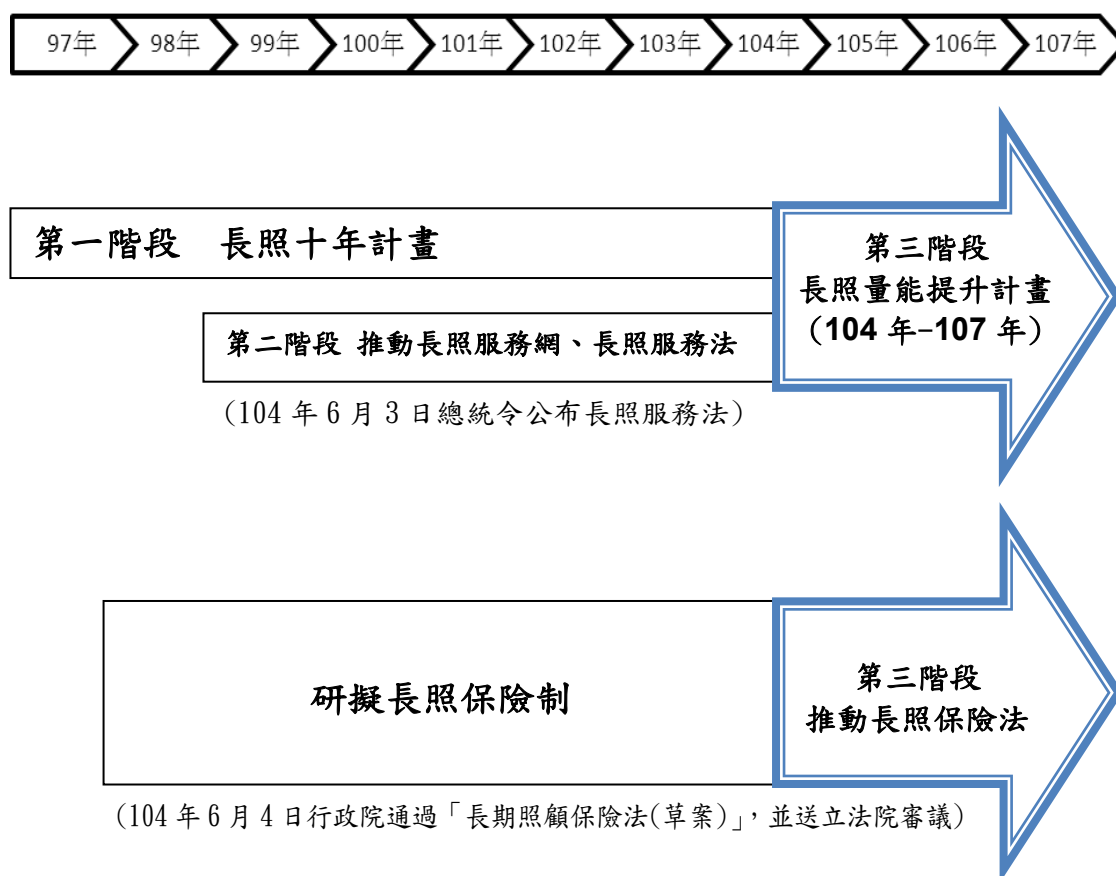 97年 98年 99年 100年 101年 102年 103年 104年 105年 106年 107年
第一階段 長照十年計畫
第三階段
長照量能提升計畫
(104 年–107 年)
第二階段 推動長照服務網、長照服務法
(104 年 6 月 3 日總統令公布長照服務法)
研擬長照保險制
第三階段
推動長照保險法
(104 年 6 月 4 日行政院通過「長期照顧保險法(草案)」,並送立法院審議)